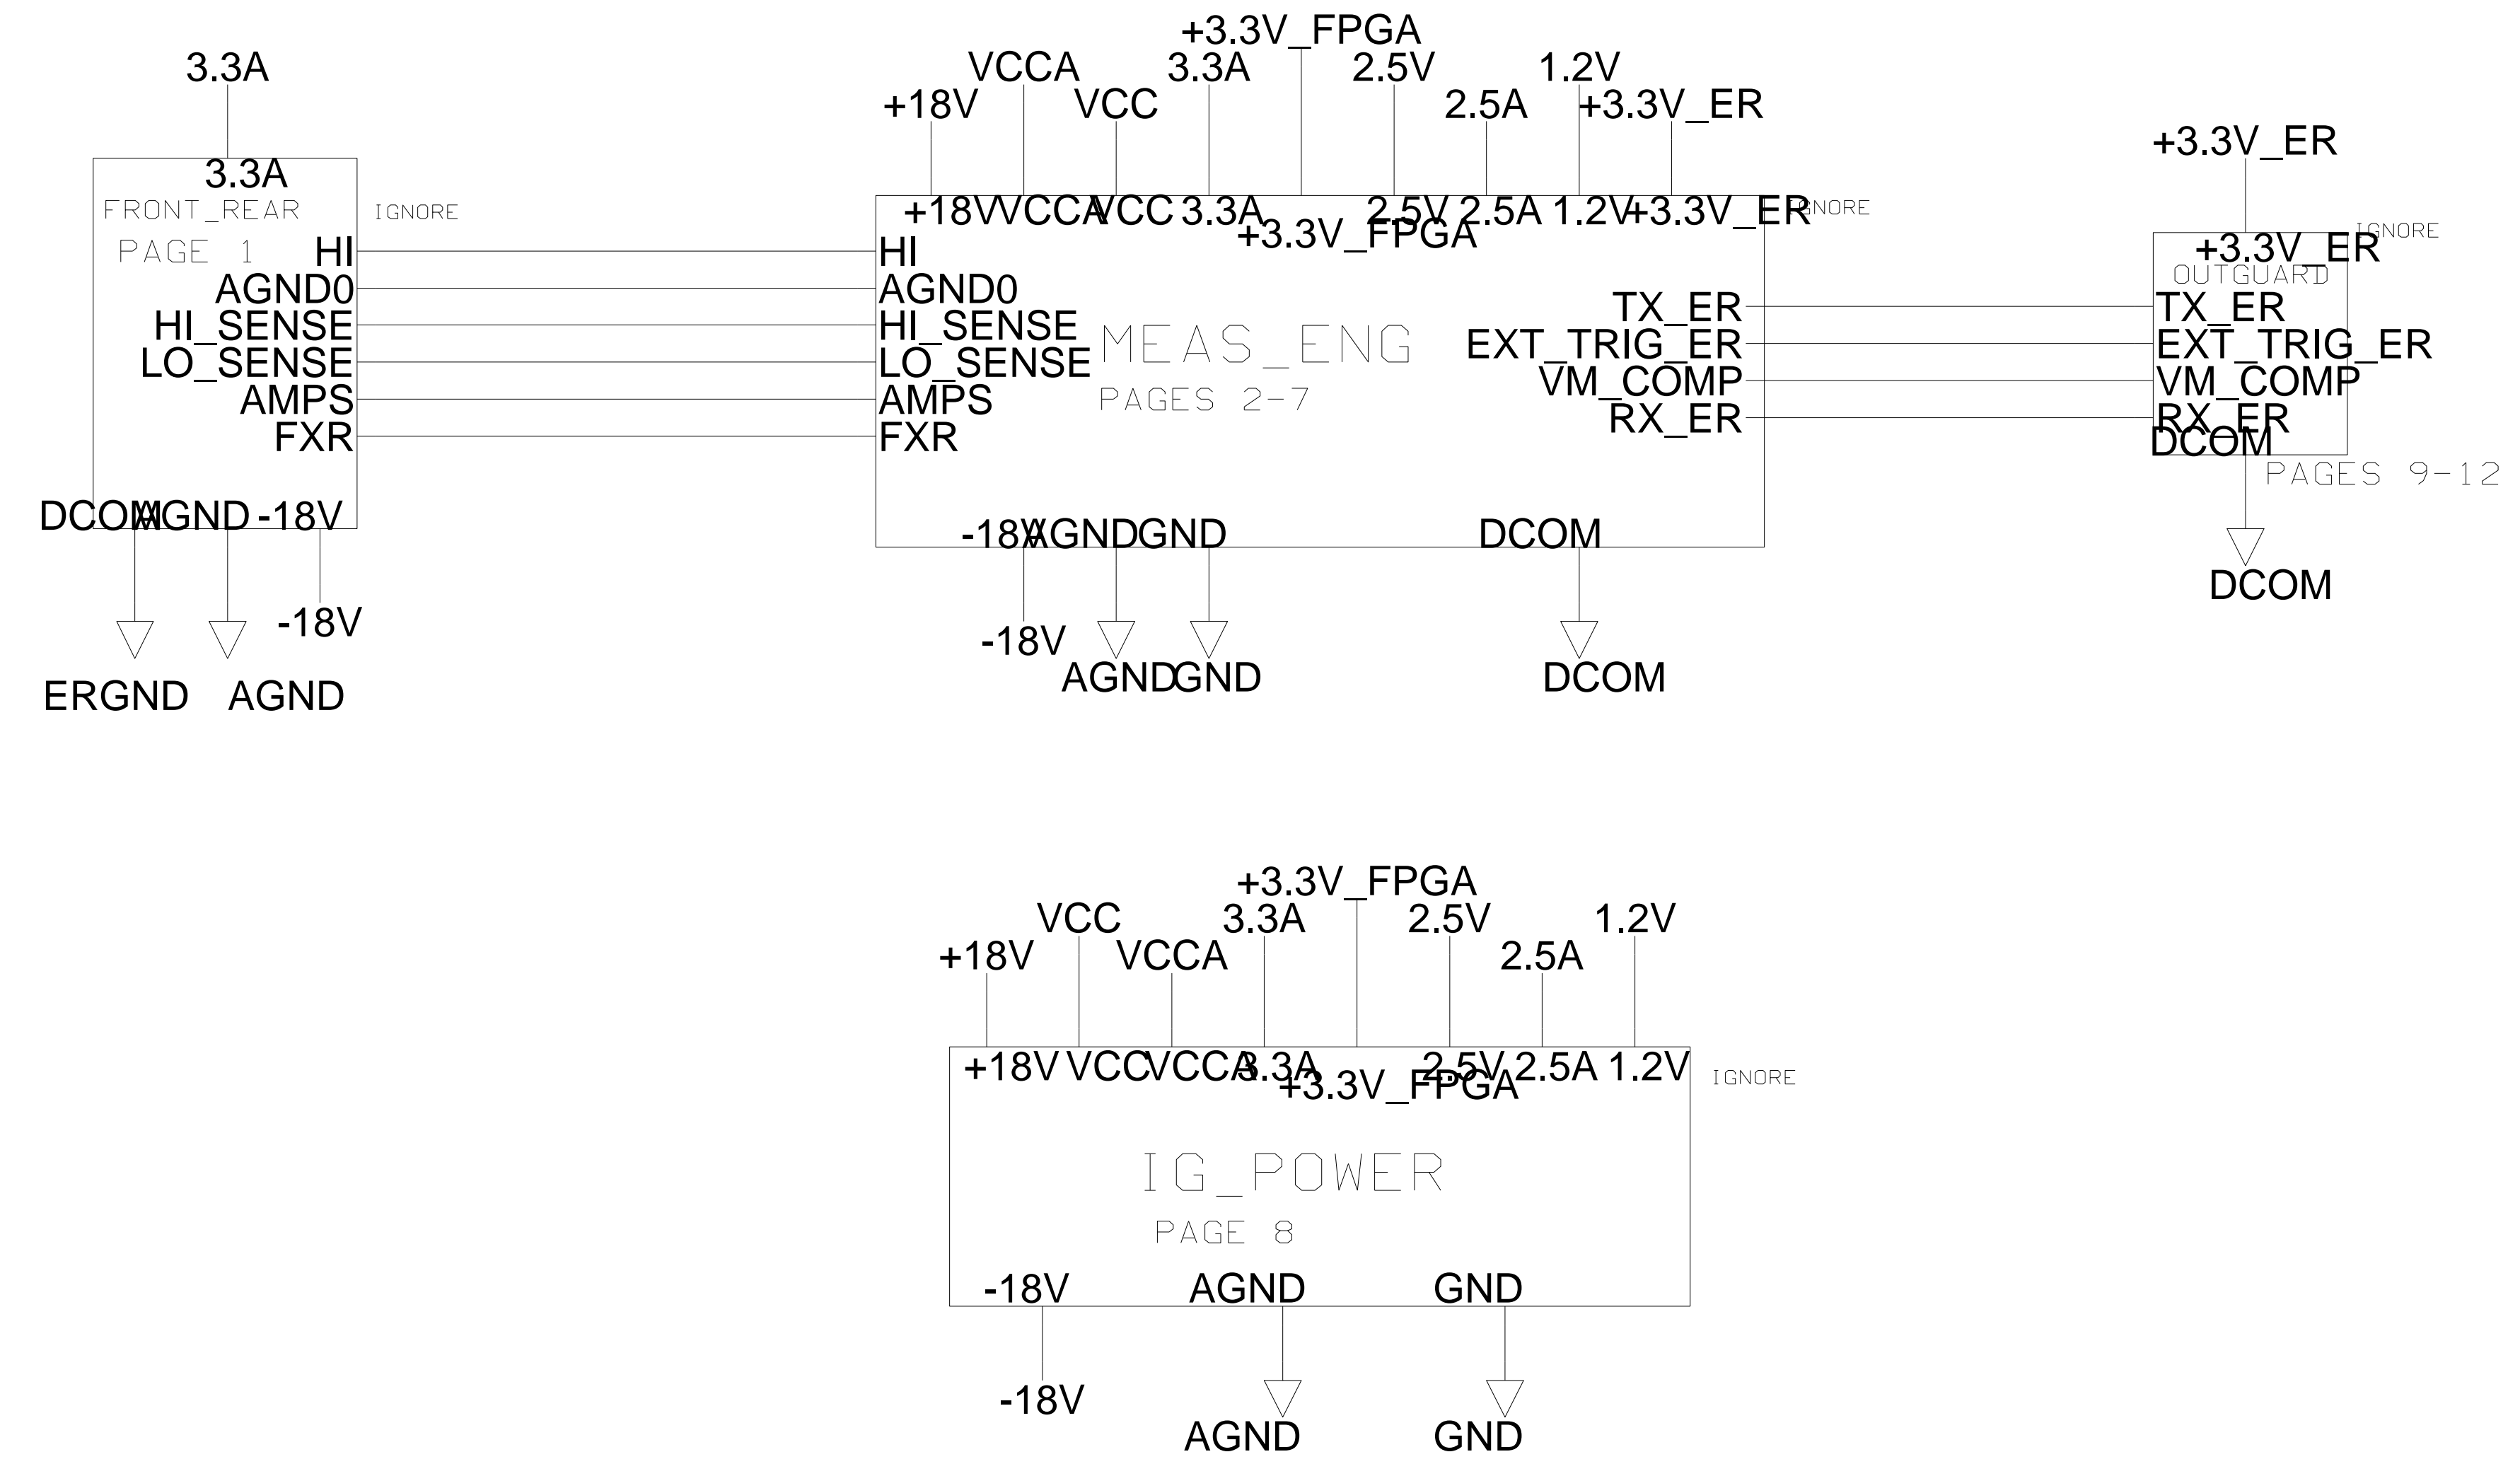 +3.3V_FPGA
3.3A VCCA 3.3A 2.5V 1.2V
+18V VCC 2.5A +3.3V_ER
+3.3V_ER
3.3A
FRONT_REAR IGNORE
+18V VCCA VCC 3.3A 2.5V 2.5A 1.2V +3.3V_ER IGNORE
+3.3V_FPGA
IGNORE
+3.3V_ER
PAGE 1
HI HI
OUTGUARD
AGND0 AGND0
TX_ER TX_ER
HI_SENSE HI_SENSE
MEAS_ENG
EXT_TRIG_ER EXT_TRIG_ER
LO_SENSE LO_SENSE
VM_COMP VM_COMP
AMPS AMPS
PAGES 2-7
RX_ER RX_ER
FXR FXR
DCOM
PAGES 9-12
DCOM AGND -18V
-18V AGND GND DCOM
DCOM
-18V
-18V
AGND GND DCOM
ERGND AGND
+3.3V_FPGA
VCC 3.3A 2.5V 1.2V
+18V VCCA 2.5A
+18V VCC VCCA 3.3A 2.5V 2.5A 1.2V IGNORE
+3.3V_FPGA
IG_POWER
PAGE 8
-18V AGND GND
-18V
AGND GND